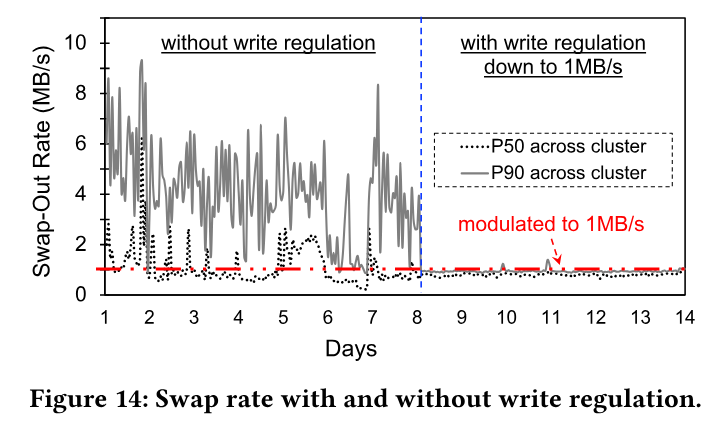 without write regulation
with write regulation
down to 1MB/s
P50 across cluster
P90 across cluster
modulated to 1MB/s
Swap-Out Rate (MB/s)
10
8
6
4
2
0
1 2 3 4 5 6 7 8 9 10 11 12 13 14
Days
Figure 14: Swap rate with and without write regulation.